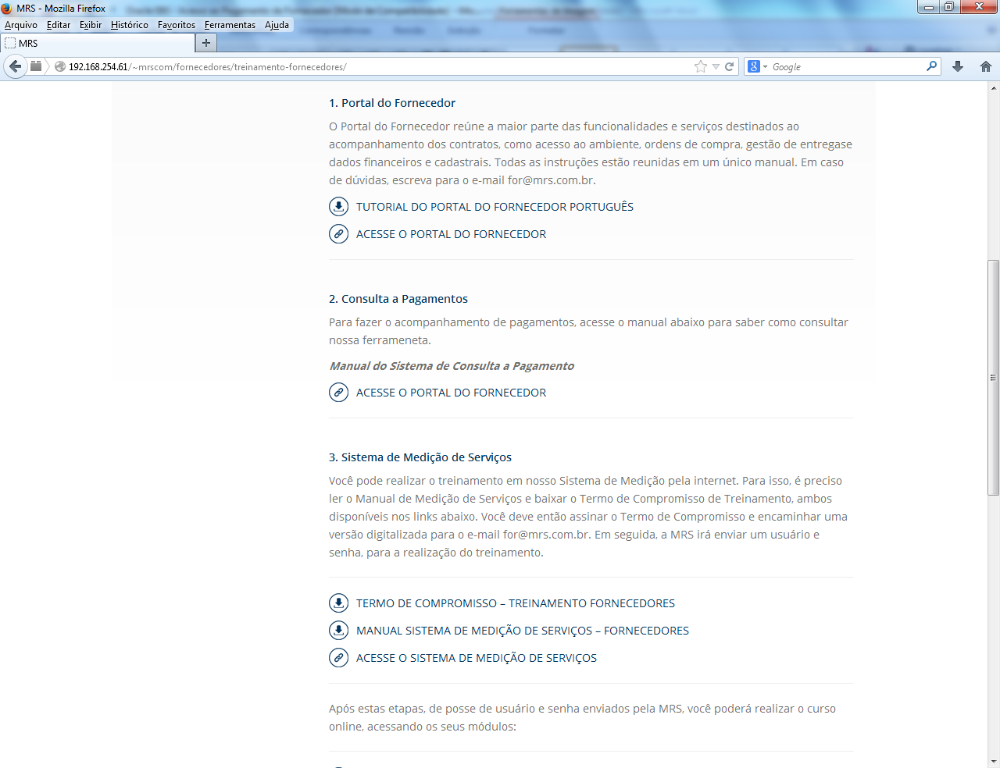 MRS - Mozilla Firefox
Arquivo Editar Exibir Histórico Favoritos Ferramentas Ajuda
MRS
192.168.254.61/~mrscom/fornecedores/treinamento-fornecedores/
Google
1. Portal do Fornecedor
O Portal do Fornecedor reúne a maior parte das funcionalidades e serviços destinados ao
acompanhamento dos contratos, como acesso ao ambiente, ordens de compra, gestão de entregase
dados financeiros e cadastrais. Todas as instruções estão reunidas em um único manual. Em caso
de dúvidas, escreva para o e-mail for@mrs.com.br.
TUTORIAL DO PORTAL DO FORNECEDOR PORTUGUÊS
ACESSE O PORTAL DO FORNECEDOR
2. Consulta a Pagamentos
Para fazer o acompanhamento de pagamentos, acesse o manual abaixo para saber como consultar
nossa ferrameneta.
Manual do Sistema de Consulta a Pagamento
ACESSE O PORTAL DO FORNECEDOR
3. Sistema de Medição de Serviços
Você pode realizar o treinamento em nosso Sistema de Medição pela internet. Para isso, é preciso
ler o Manual de Medição de Serviços e baixar o Termo de Compromisso de Treinamento, ambos
disponíveis nos links abaixo. Você deve então assinar o Termo de Compromisso e encaminhar uma
versão digitalizada para o e-mail for@mrs.com.br. Em seguida, a MRS irá enviar um usuário e
senha, para a realização do treinamento.
TERMO DE COMPROMISSO – TREINAMENTO FORNECEDORES
MANUAL SISTEMA DE MEDIÇÃO DE SERVIÇOS – FORNECEDORES
ACESSE O SISTEMA DE MEDIÇÃO DE SERVIÇOS
Após estas etapas, de posse de usuário e senha enviados pela MRS, você poderá realizar o curso
online, acessando os seus módulos: